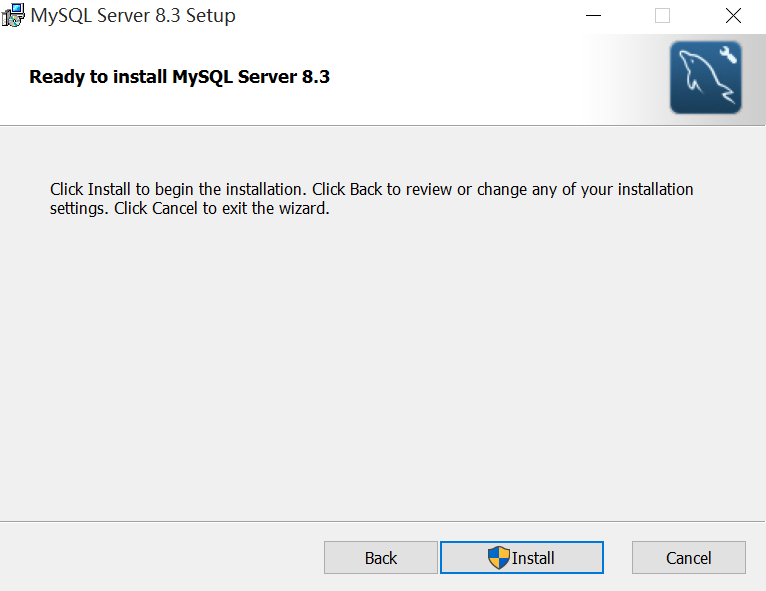 MySQL Server 8.3 Setup
Ready to install MySQL Server 8.3
Click Install to begin the installation. Click Back to review or change any of your installation
settings. Click Cancel to exit the wizard.
Back
Install
Cancel